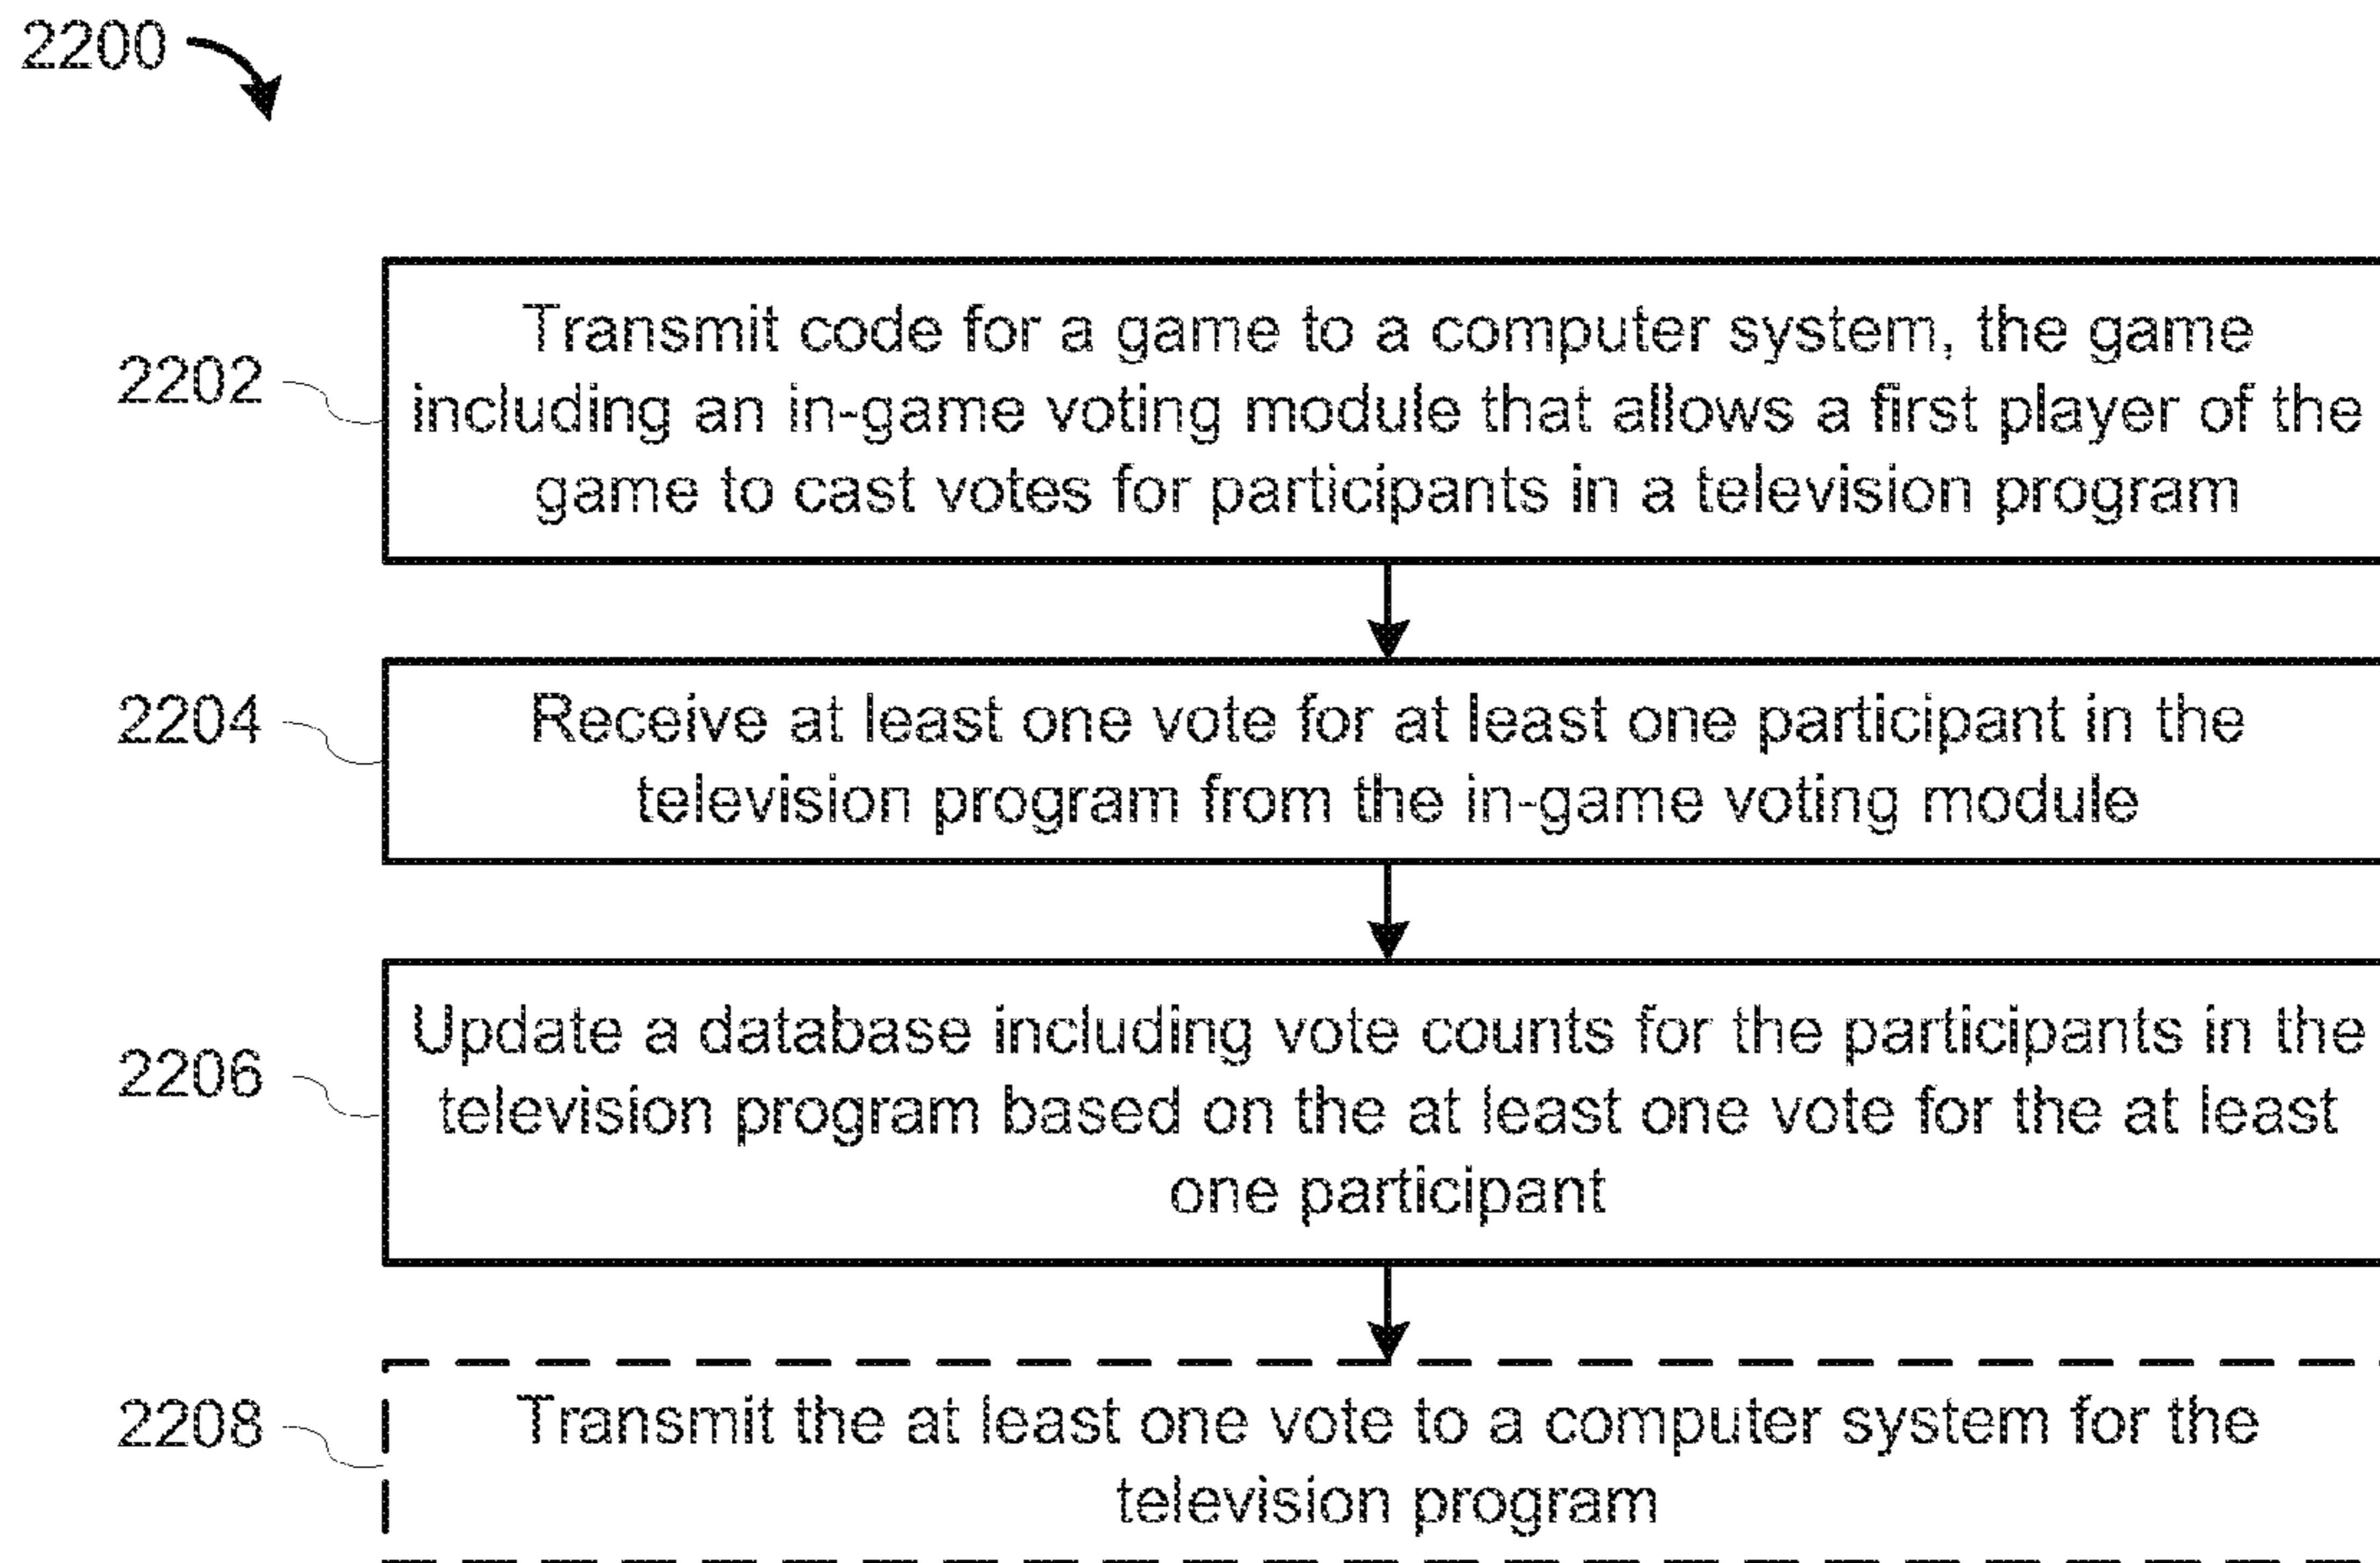 2200
2202
Transmit code for a game to a computer system, the game
including an in-game voting module that allows a first player of the
game to cast votes for participants in a television program
2204
Receive at least one vote for at least one participant in the
television program from the in-game voting module
2206
Update a database including vote counts for the participants in the
television program based on the at least one vote for the at least
one participant
2208
Transmit the at least one vote to a computer system for the
television program